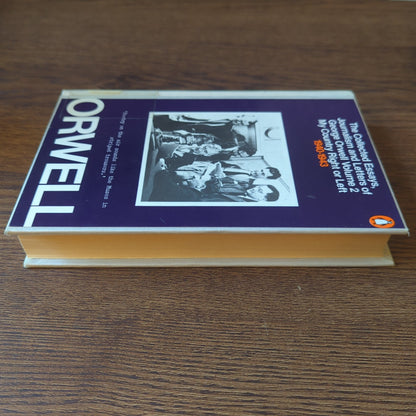 ORWELL
The Collected Essays,
Journalism and Letters of
George Orwell Volume 2
My Country Right or Left
1940-1943